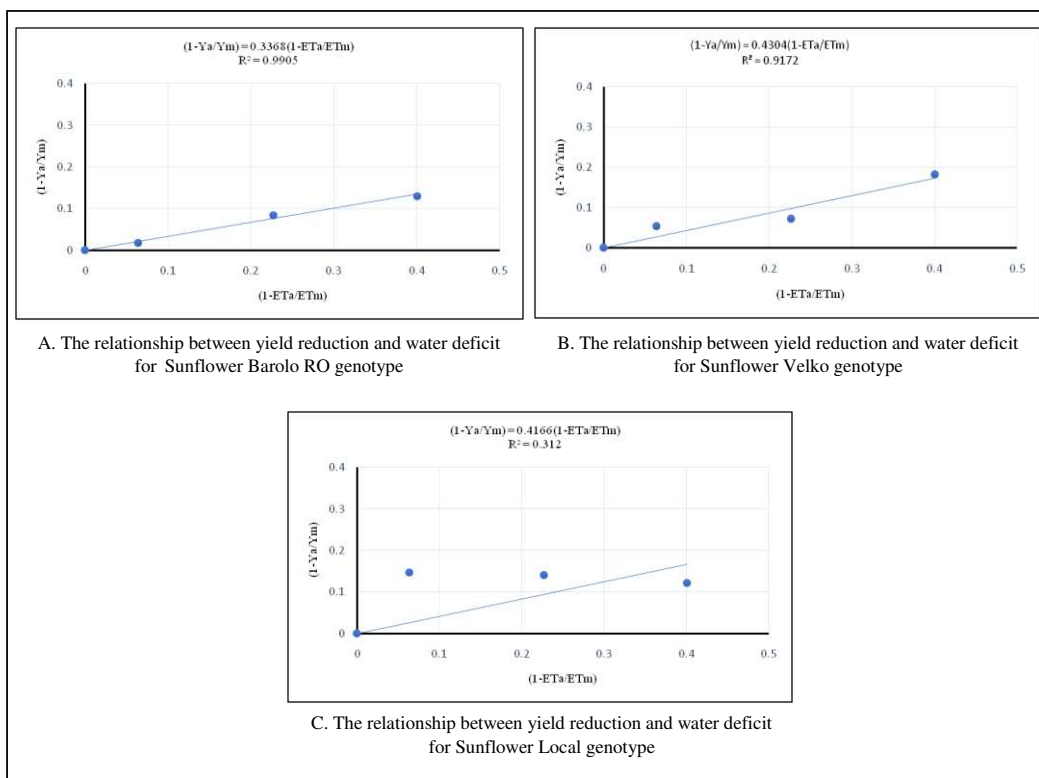 (1-Ya/Ym)=0.3368(1-ETa/ETm)
R² = 0.9905
0.4
0.3
0.2
0.1
0
(1-Ya/Ym)
0 0.1 0.2 0.3 0.4 0.5
(1-ETa/ETm)
A. The relationship between yield reduction and water deficit
for Sunflower Barolo RO genotype
(1-Ya/Ym)=0.4304(1-ETa/ETm)
R² = 0.9172
0.4
0.3
0.2
0.1
0
(1-Ya/Ym)
0 0.1 0.2 0.3 0.4 0.5
(1-ETa/ETm)
B. The relationship between yield reduction and water deficit
for Sunflower Velko genotype
(1-Ya/Ym)=0.4166(1-ETa/ETm)
R² = 0.312
0.4
0.3
0.2
0.1
0
(1-Ya/Ym)
0 0.1 0.2 0.3 0.4 0.5
(1-ETa/ETm)
C. The relationship between yield reduction and water deficit
for Sunflower Local genotype